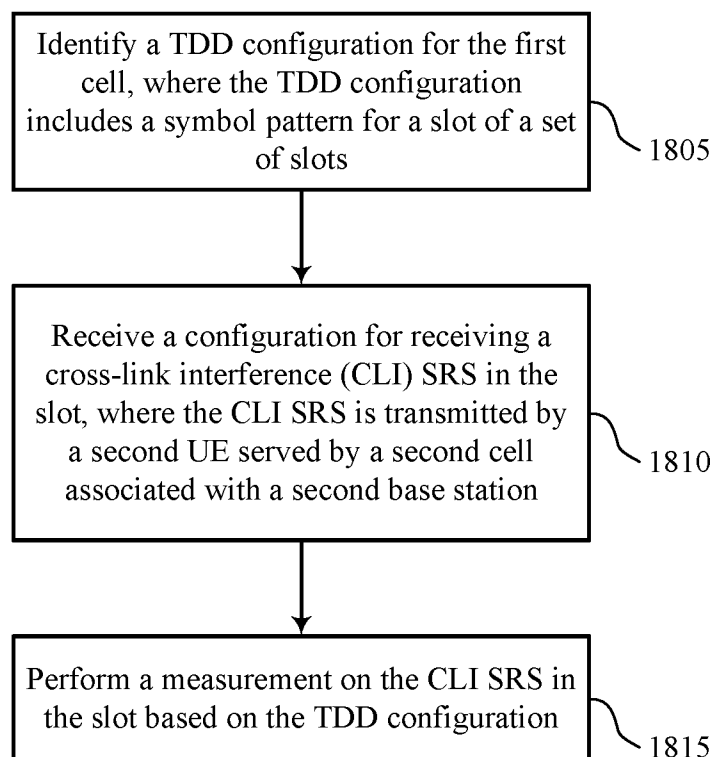 Identify a TDD configuration for the first
cell, where the TDD configuration
includes a symbol pattern for a slot of a set
of slots
1805
Receive a configuration for receiving a
cross-link interference (CLI) SRS in the
slot, where the CLI SRS is transmitted by
a second UE served by a second cell
associated with a second base station
1810
Perform a measurement on the CLI SRS in
the slot based on the TDD configuration
1815